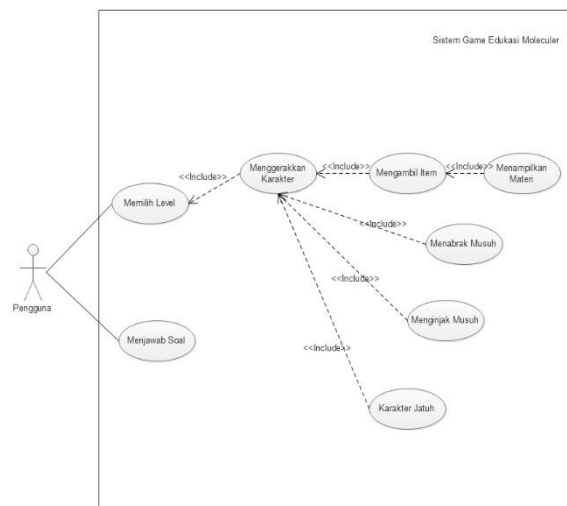 Sistem Game Edukasi Moleculer
<<Include>>
Menggerakkan
Karakter
<<Include>>
Mengambil Item
<<Include>>
Menampilkan
Materi
<<Include>>
Memilih Level
<<Include>>
Menabrak Musuh
<<Include>>
Menginjak Musuh
Pengguna
Menjawab Soal
<<Include>>
Karakter Jatuh